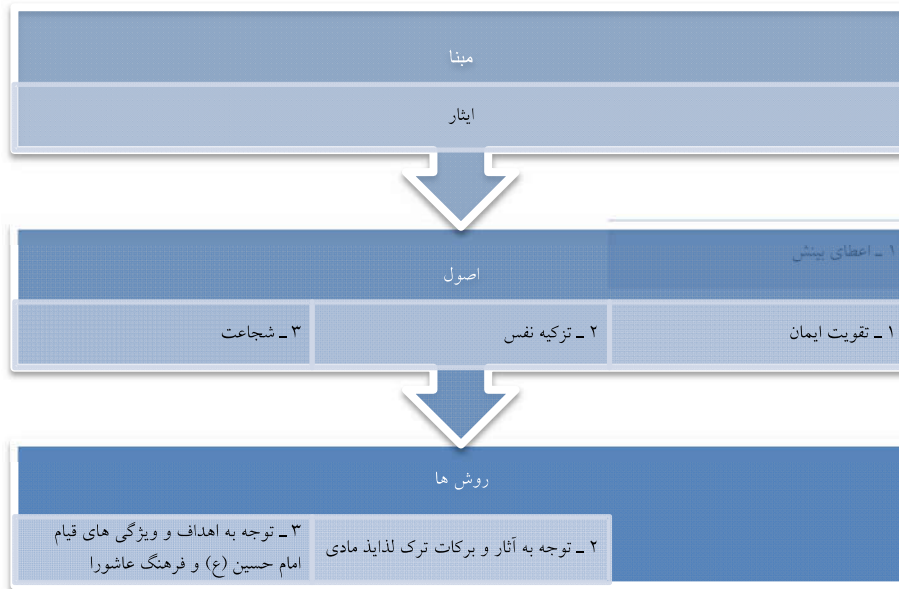 مبنا
ایثار
۱ ـ اعطای بینش
اصول
۱ ـ تقویت ایمان
۲ ـ تزکیه نفس
۳ ـ شجاعت
روش ها
۲ ـ توجه به آثار و برکات ترک لذایذ مادی
۳ ـ توجه به اهداف و ویژگی های قیام
امام حسین (ع) و فرهنگ عاشورا